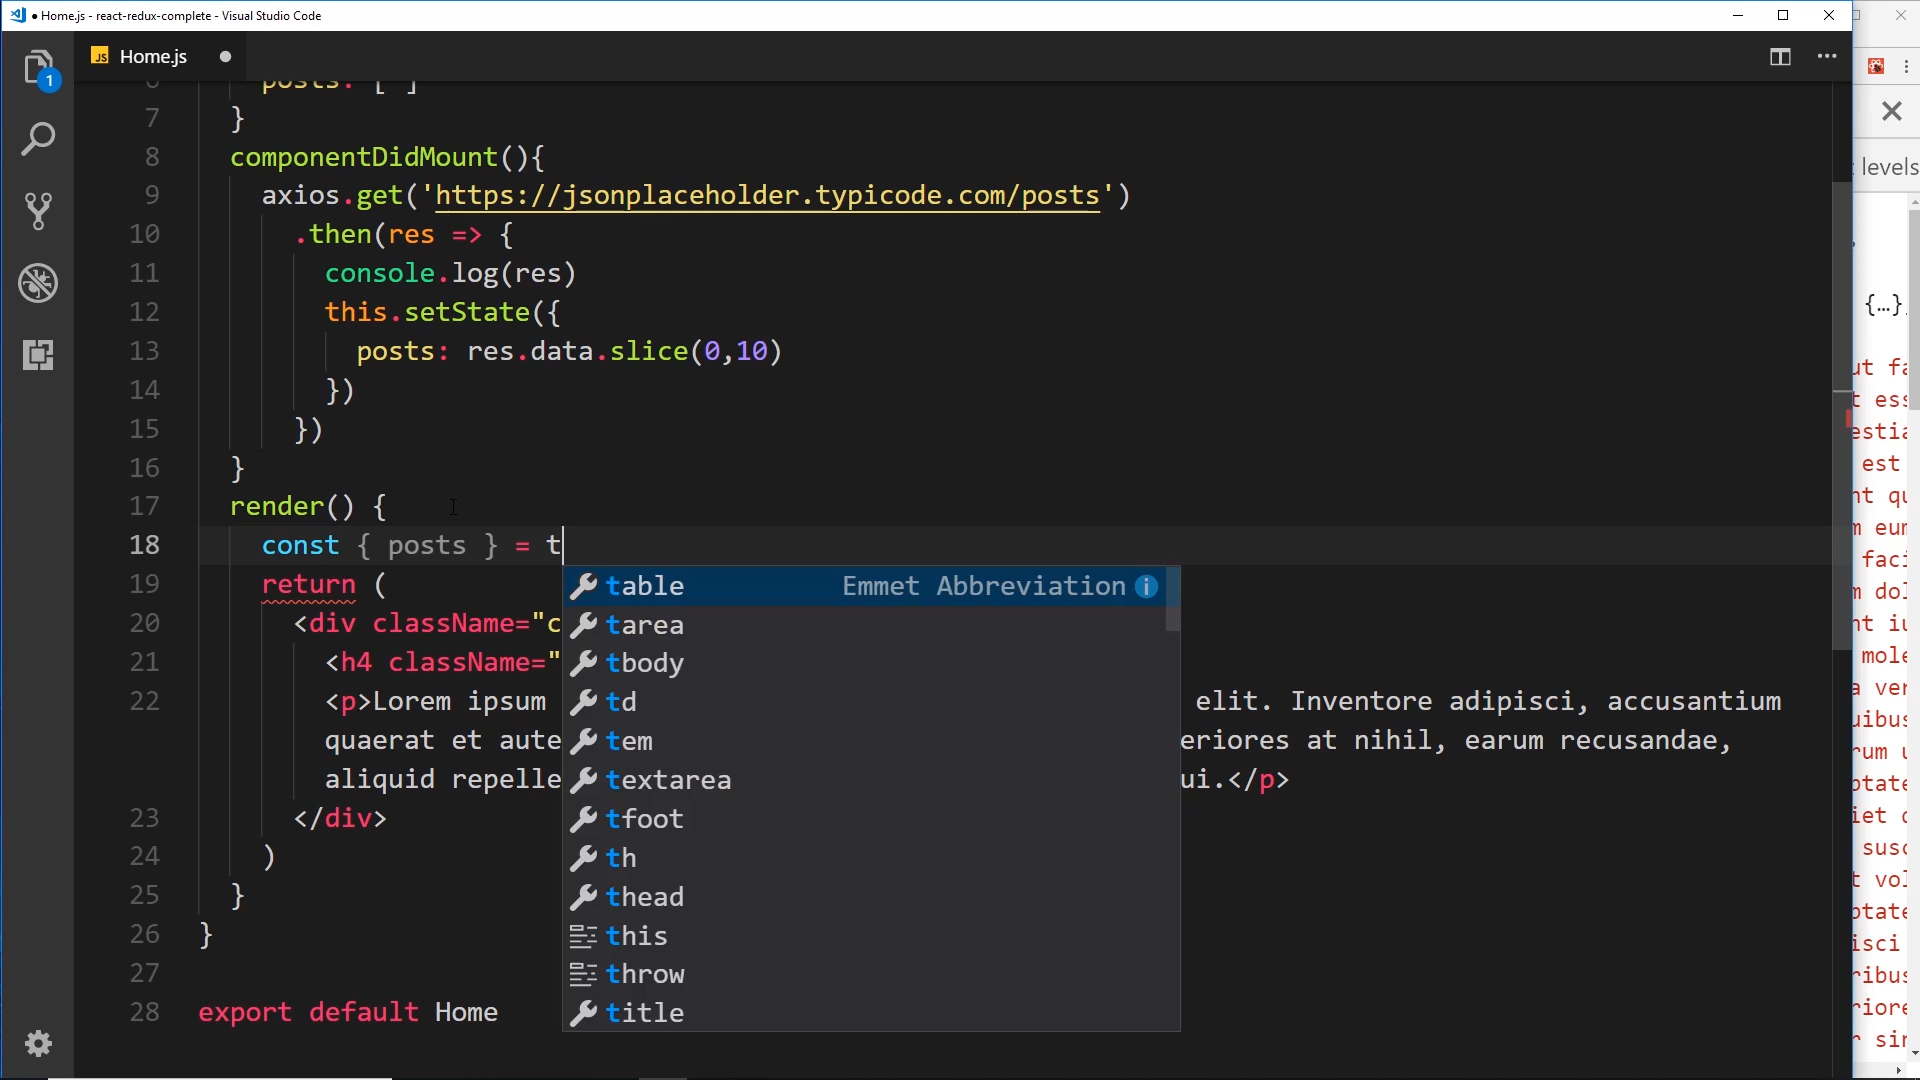 Home.js - react-redux-complete - Visual Studio Code
JS Home.js
1
levels
6 posts: [ ]
7 }
8 componentDidMount(){
9 axios.get('https://jsonplaceholder.typicode.com/posts')
10 .then(res => {
11 console.log(res)
12 this.setState({
13 posts: res.data.slice(0,10)
14 })
15 })
16 }
17 render() {
18 const { posts } = t
19 return (
20 <div className="c
21 <h4 className="
22 <p>Lorem ipsum elit. Inventore adipisci, accusantium
quaerat et aute eriores at nihil, earum recusandae,
aliquid repelle ui.</p>
23 </div>
24 )
25 }
26 }
27
28 export default Home
table Emmet Abbreviation
tarea
tbody
td
tem
textarea
tfoot
th
thead
this
throw
title
{…}
est